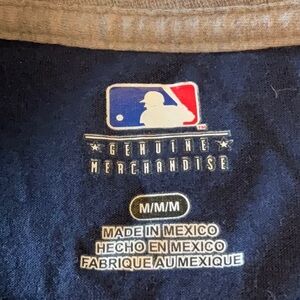 GENUINE
MERCHANDISE
M/M/M
MADE IN MEXICO
HECHO EN MEXICO
FABRIQUE AU MEXIQUE